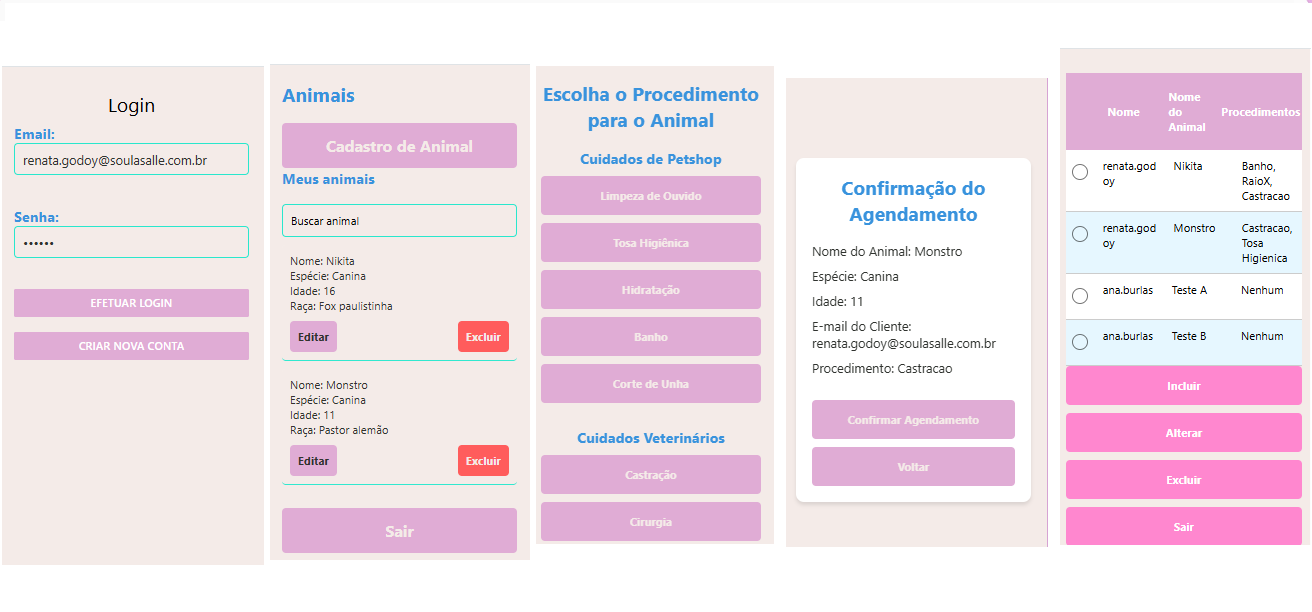 Login
Email:
renata.godoy@soulasalle.com.br
Senha:
••••••
EFETUAR LOGIN
CRIAR NOVA CONTA
Animais
Cadastro de Animal
Meus animais
Buscar animal
Nome: Nikita
Espécie: Canina
Idade: 16
Raça: Fox paulistinha
Editar
Excluir
Nome: Monstro
Espécie: Canina
Idade: 11
Raça: Pastor alemão
Editar
Excluir
Sair
Escolha o Procedimento
para o Animal
Cuidados de Petshop
Limpeza de Ouvido
Tosa Higiênica
Hidratação
Banho
Corte de Unha
Cuidados Veterinários
Castração
Cirurgia
Confirmação do
Agendamento
Nome do Animal: Monstro
Espécie: Canina
Idade: 11
E-mail do Cliente:
renata.godoy@soulasalle.com.br
Procedimento: Castracao
Confirmar Agendamento
Voltar
Nome
Nome
do
Animal
Procedimentos
renata.god
oy
Nikita
Banho,
RaioX,
Castracao
renata.god
oy
Monstro
Castracao,
Tosa
Higienica
ana.burlas
Teste A
Nenhum
ana.burlas
Teste B
Nenhum
Incluir
Alterar
Excluir
Sair